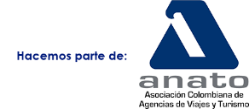 Hacemos parte de:
anato
Asociación Colombiana de
Agencias de Viajes y Turismo